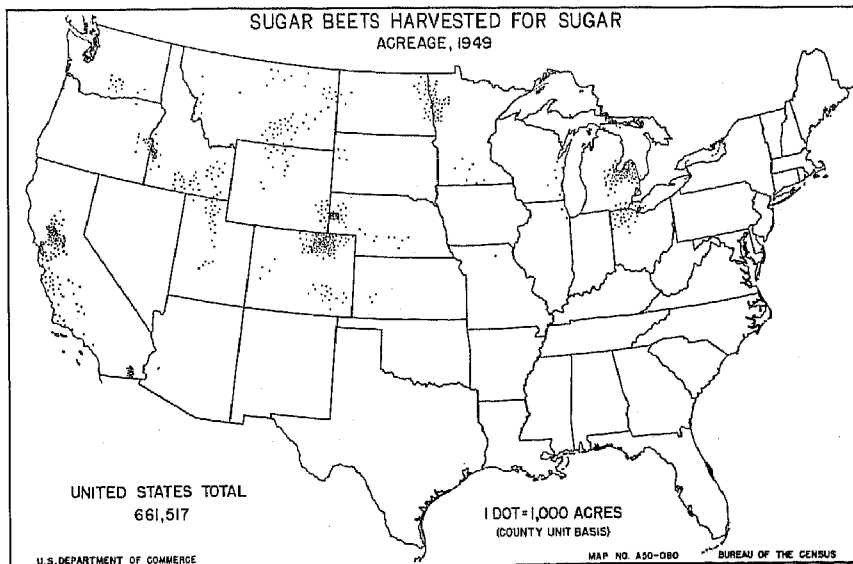 SUGAR BEETS HARVESTED FOR SUGAR
ACREAGE, 1949
UNITED STATES TOTAL
661,517
1 DOT=1,000 ACRES
(COUNTY UNIT BASIS)
U.S. DEPARTMENT OF COMMERCE
MAP NO. A50-080
BUREAU OF THE CENSUS